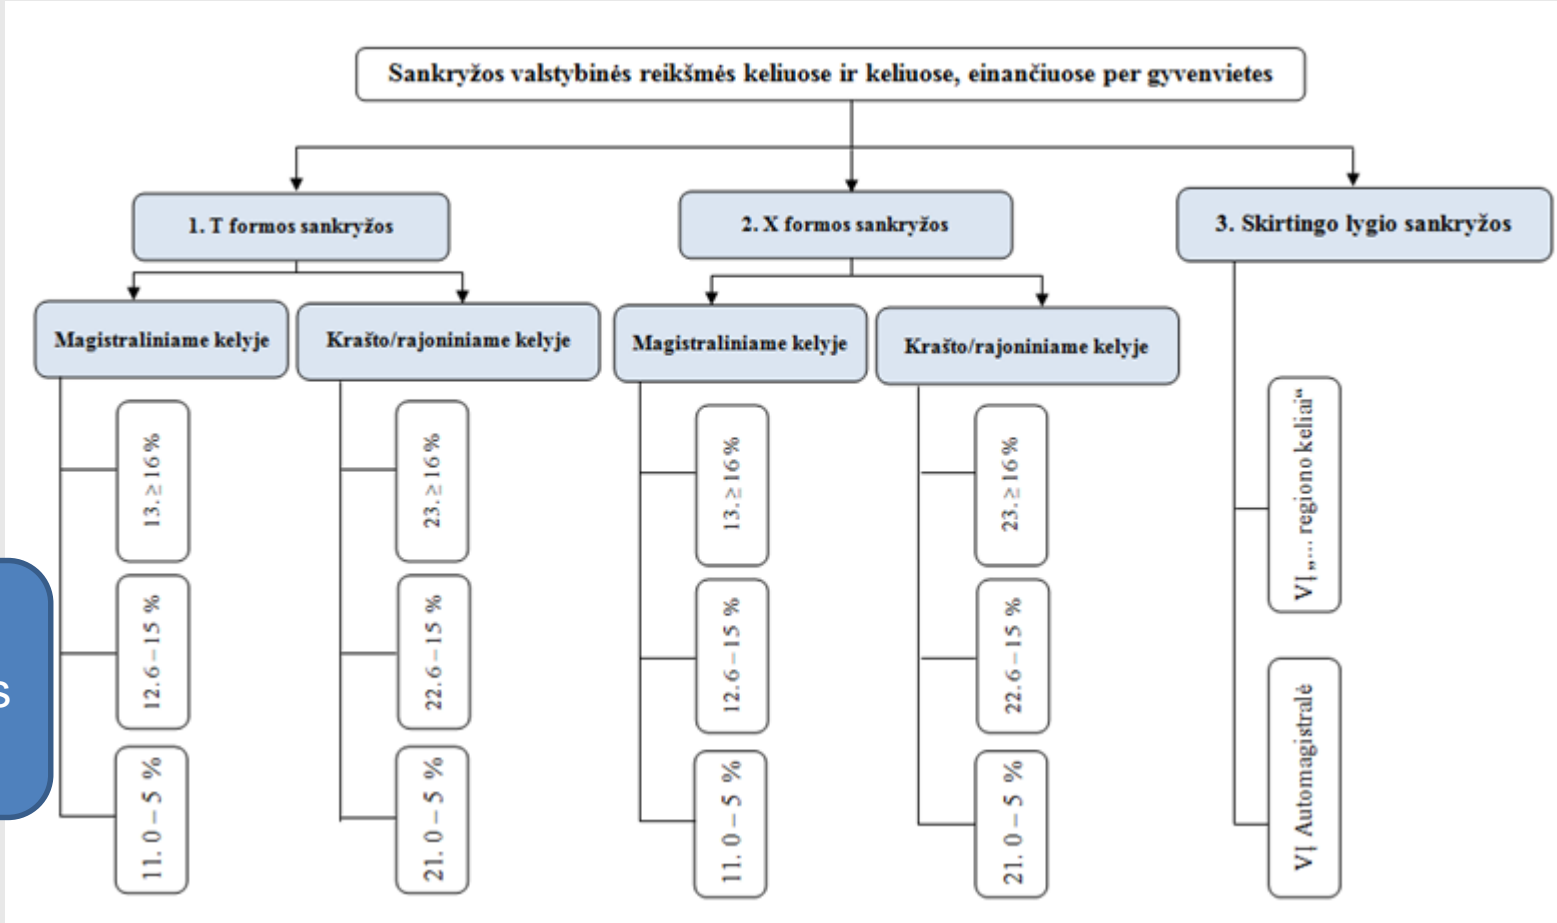 Sankryžos valstybinės reikšmės keliuose ir keliuose, einančiuose per gyvenvietes
1. T formos sankryžos
2. X formos sankryžos
3. Skirtingo lygio sankryžos
Magistraliniame kelyje
Krašto/rajoniniame kelyje
Magistraliniame kelyje
Krašto/rajoniniame kelyje
13. ≥ 16 %
12. 6 – 15 %
11. 0 – 5 %
23. ≥ 16 %
22. 6 – 15 %
21. 0 – 5 %
13. ≥ 16 %
12. 6 – 15 %
11. 0 – 5 %
23. ≥ 16 %
22. 6 – 15 %
21. 0 – 5 %
VĮ „... regiono keliai“
VĮ Automagistralė